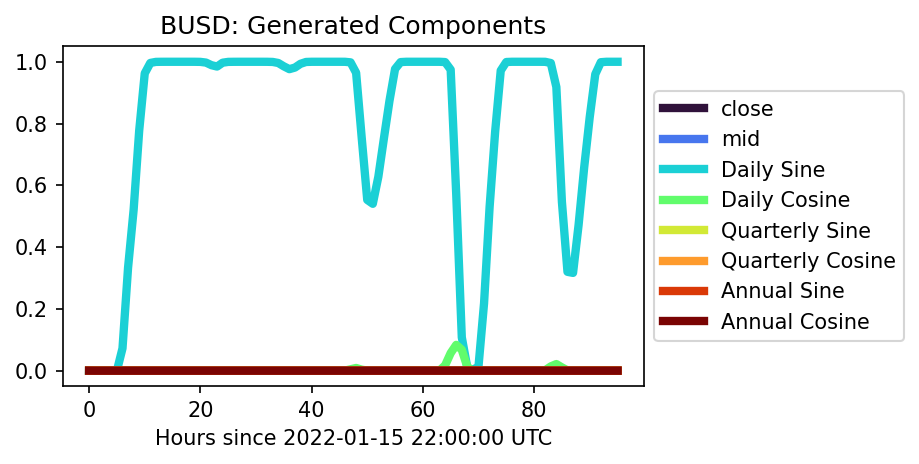 BUSD: Generated Components
1.0
0.8
0.6
0.4
0.2
0.0
0 20 40 60 80
Hours since 2022-01-15 22:00:00 UTC
close
mid
Daily Sine
Daily Cosine
Quarterly Sine
Quarterly Cosine
Annual Sine
Annual Cosine